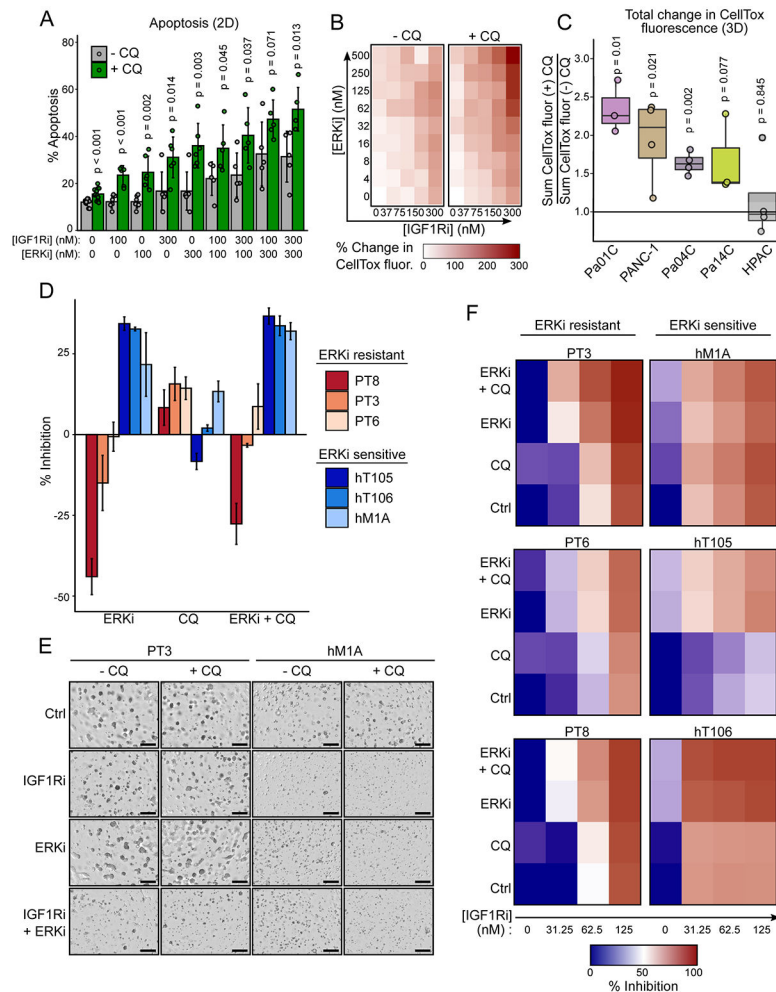 A
Apoptosis (2D)
- CQ
+ CQ
% Apoptosis
80
60
40
20
0
p < 0.001
p < 0.001
p = 0.002
p = 0.014
p = 0.003
p = 0.045
p = 0.037
p = 0.071
p = 0.013
[IGF1Ri] (nM) 0 100 0 300 0 100 300 100 300
[ERKi] (nM) 0 0 100 0 300 100 100 300 300
B
- CQ
+ CQ
[ERKi] (nM)
500
250
125
62
32
16
8
4
0
0 37 75 150 300
0 37 75 150 300
[IGF1Ri] (nM)
% Change in
CellTox fluor.
0 100 200 300
C
Total change in CellTox
fluorescence (3D)
Sum CellTox fluor (+) CQ
Sum CellTox fluor (-) CQ
2.5
2.0
1.5
1.0
p = 0.01
p = 0.021
p = 0.002
p = 0.077
p = 0.845
Pa01C
PANC-1
Pa04C
Pa14C
HPAC
D
% Inhibition
25
0
-25
-50
ERKi
CQ
ERKi + CQ
ERKi resistant
PT8
PT3
PT6
ERKi sensitive
hT105
hT106
hM1A
E
PT3
hM1A
- CQ
+ CQ
- CQ
+ CQ
Ctrl
IGF1Ri
ERKi
IGF1Ri
+ ERKi
F
ERKi resistant
ERKi sensitive
PT3
hM1A
ERKi
+ CQ
ERKi
CQ
Ctrl
PT6
hT105
ERKi
+ CQ
ERKi
CQ
Ctrl
PT8
hT106
ERKi
+ CQ
ERKi
CQ
Ctrl
[IGF1Ri]
(nM) :
0 31.25 62.5 125
0 31.25 62.5 125
0 50 100
% Inhibition